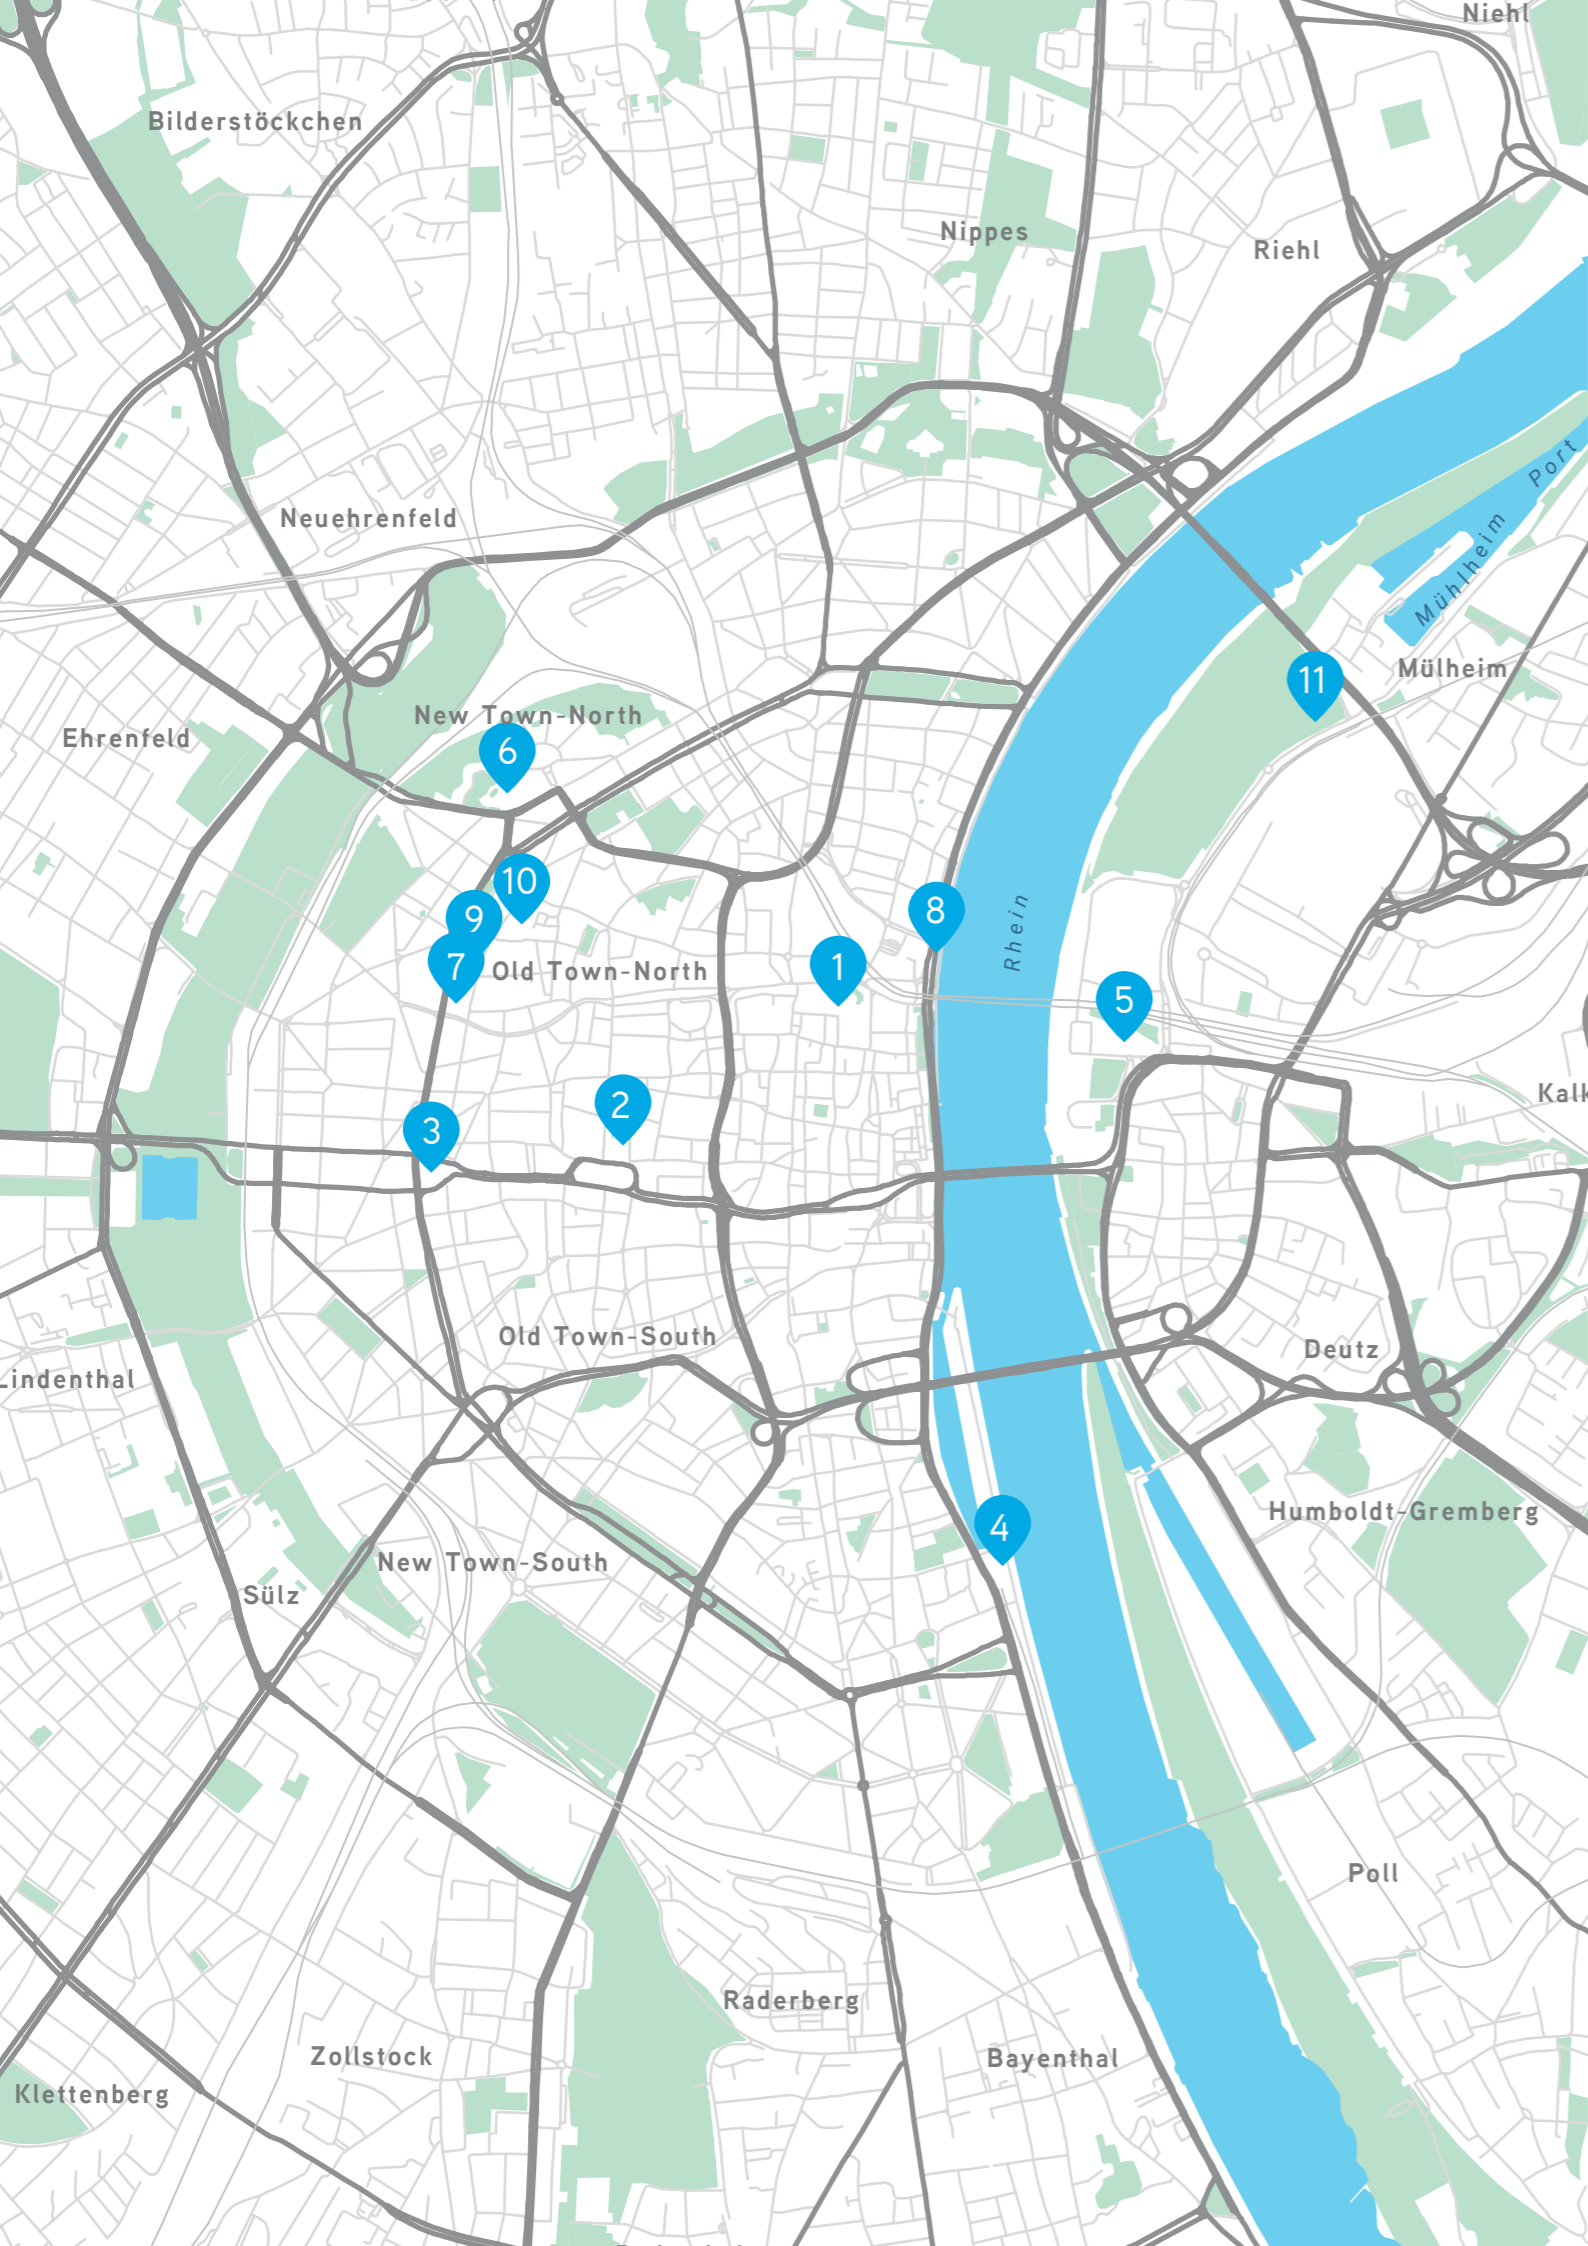 Niehl
Bilderstöckchen
Nippes
Riehl
Port
Mühlheim
Neuehrenfeld
11
Mülheim
New Town-North
Ehrenfeld
6
10
9
8
Rhein
7
Old Town-North
1
5
Kalk
2
3
Old Town-South
Deutz
Lindenthal
Humboldt-Gremberg
4
New Town-South
Sülz
Poll
Raderberg
Zollstock
Bayenthal
Klettenberg